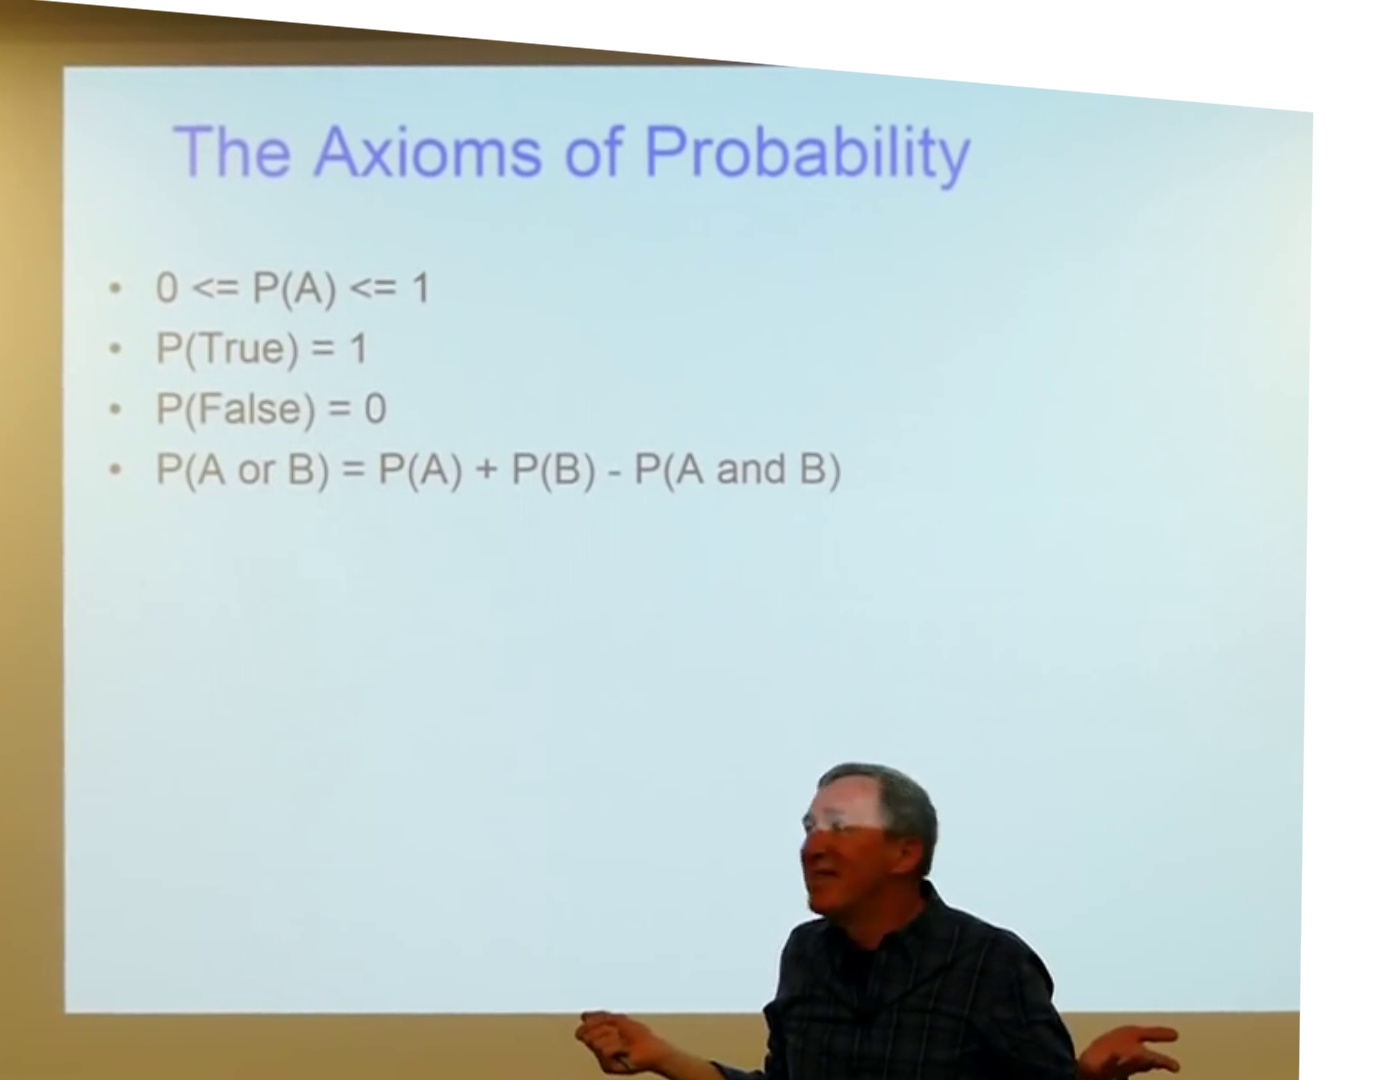 The Axioms of Probability
• 0 <= P(A) <= 1
• P(True) = 1
• P(False) = 0
• P(A or B) = P(A) + P(B) - P(A and B)